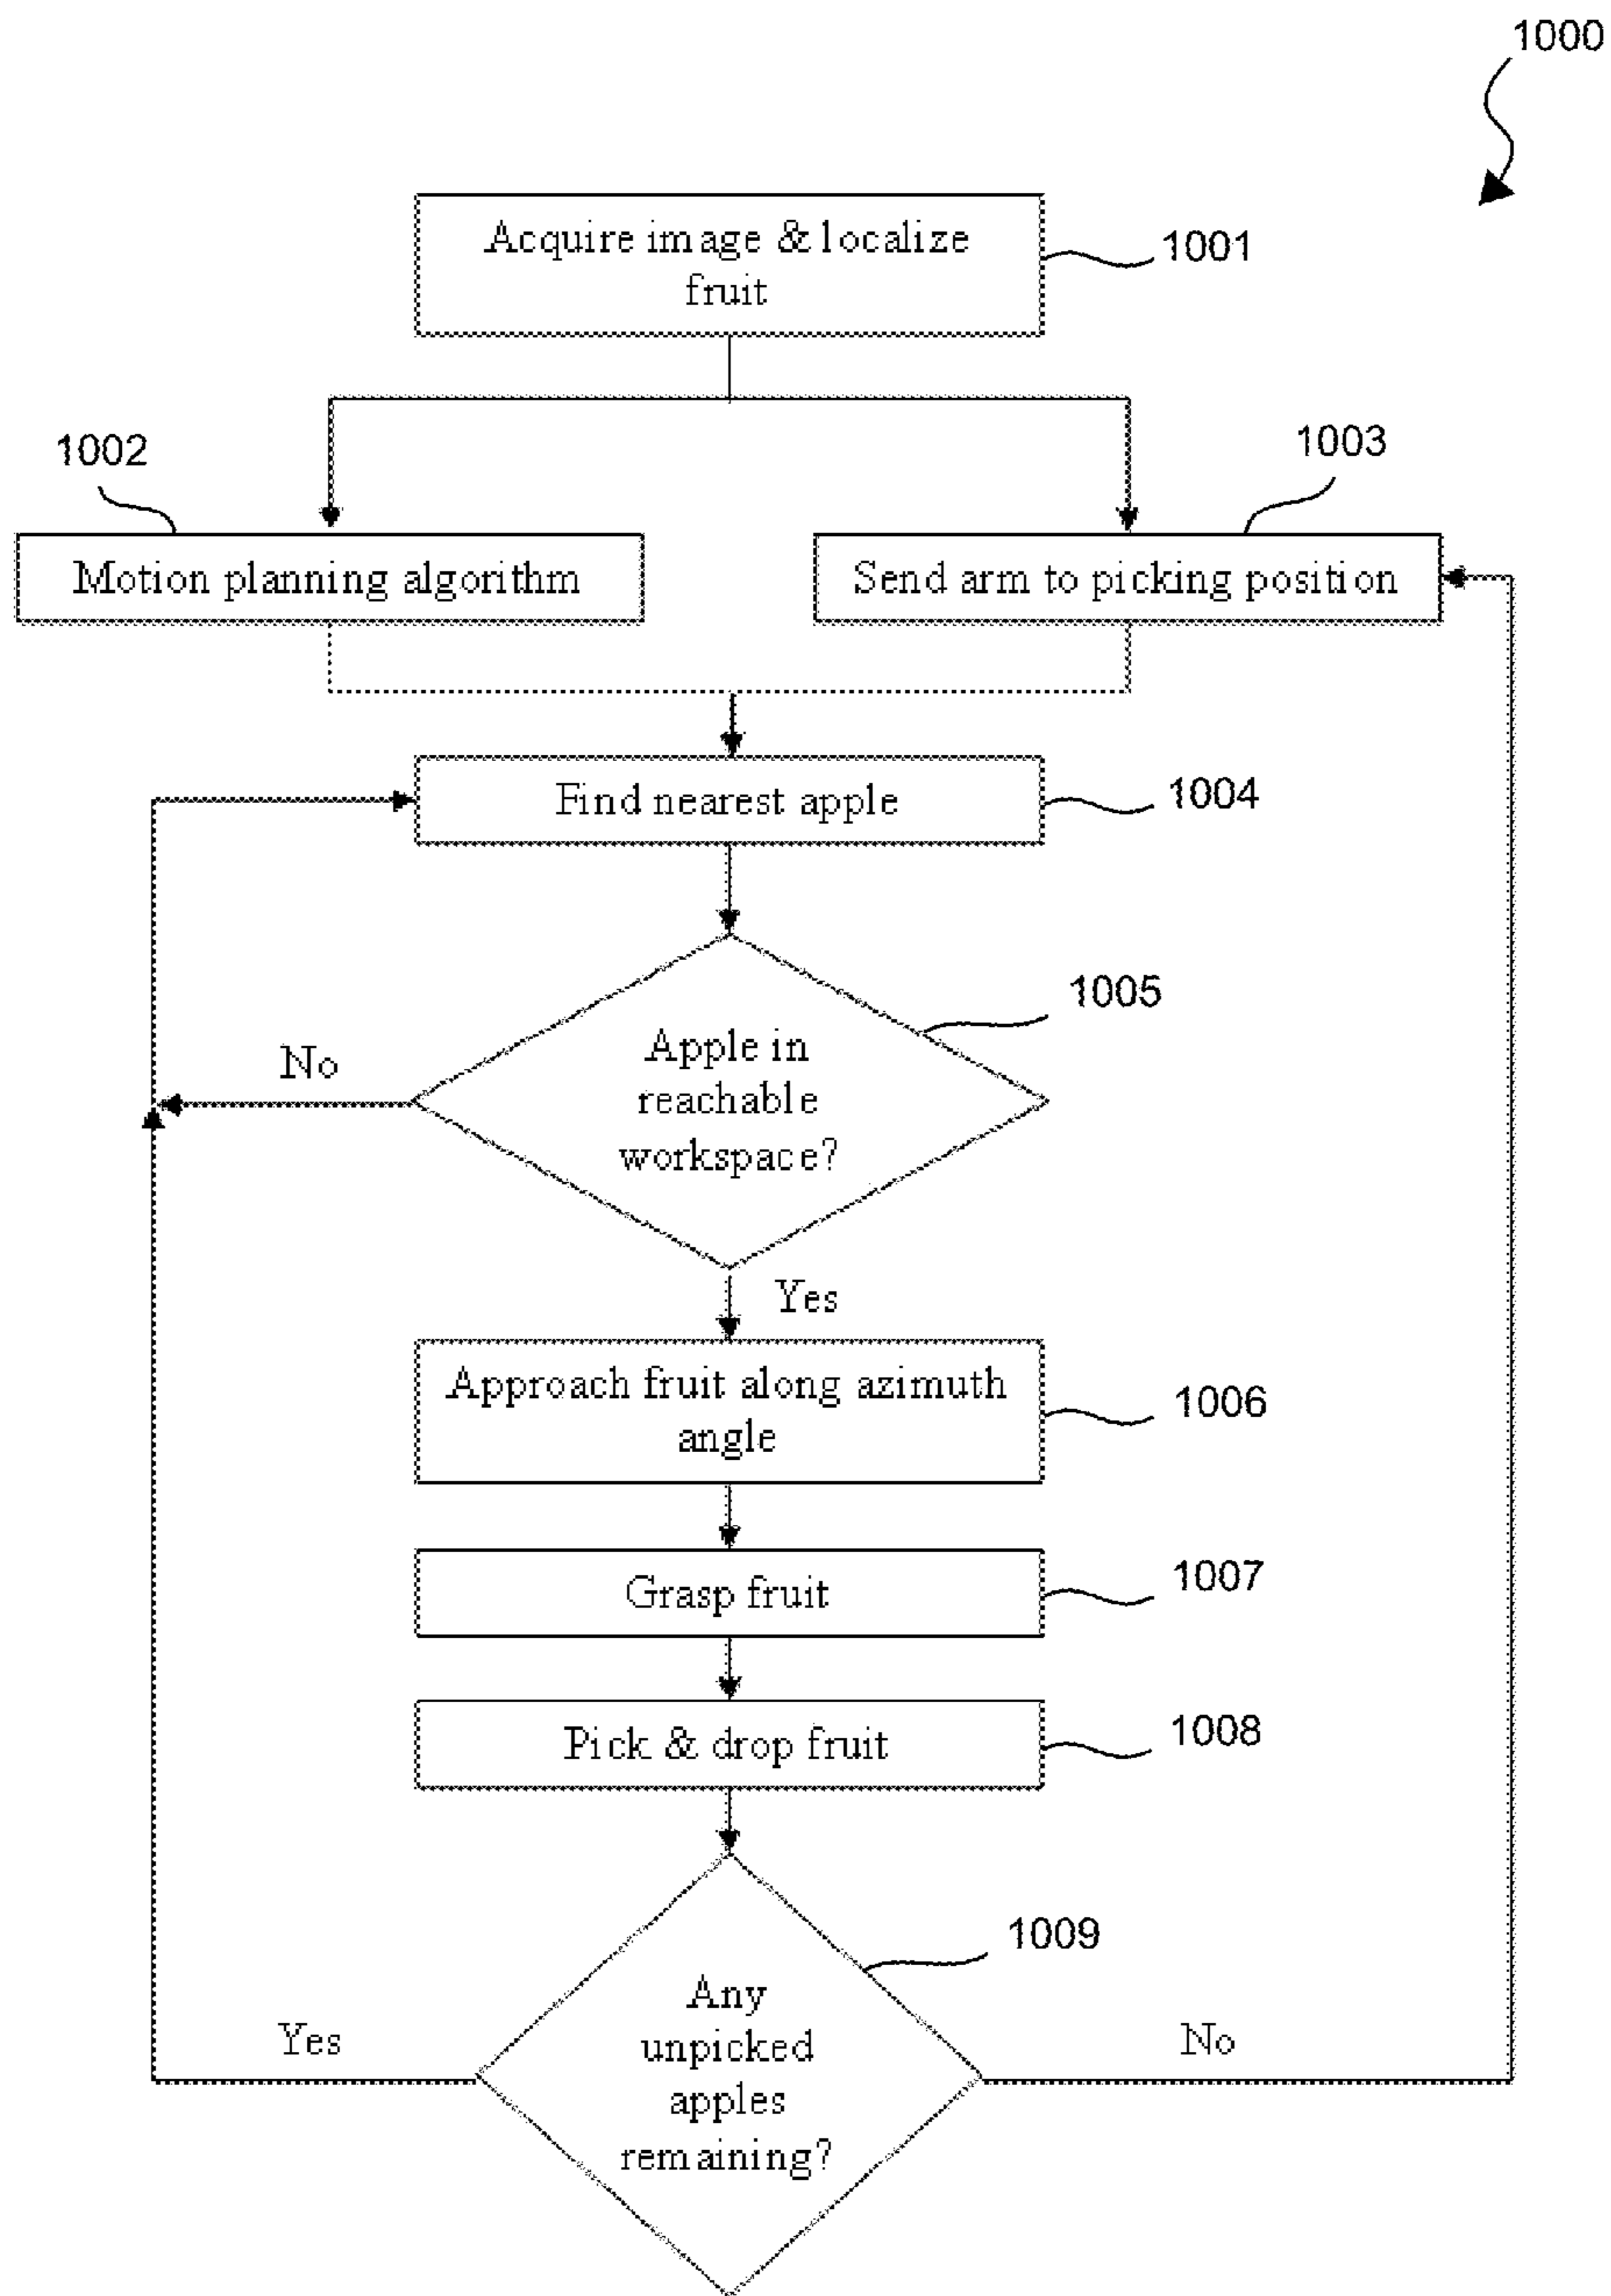 1000
Acquire image & localize
fruit
1001
1002
1003
Motion planning algorithm
Send arm to picking position
Find nearest apple
1004
1005
Apple in
reachable
workspace?
No
Yes
Approach fruit along azimuth
angle
1006
Grasp fruit
1007
Pick & drop fruit
1008
1009
Any
unpicked
apples
remaining?
Yes
No